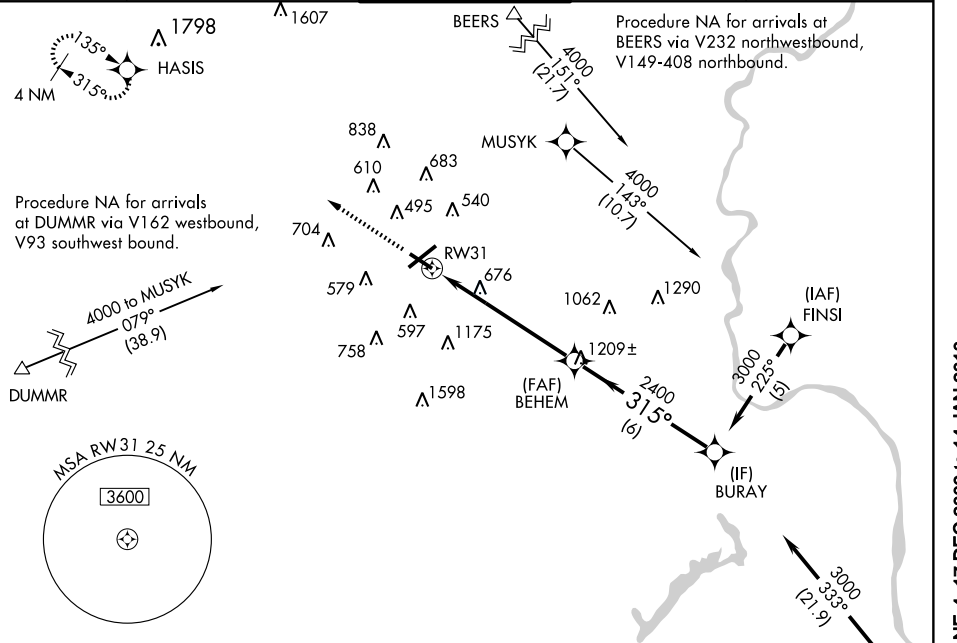 1798
1607
135°
315°
HASIS
4 NM
BEERS
4000
151°
(21.7)
Procedure NA for arrivals at
BEERS via V232 northwestbound,
V149-408 northbound.
838
610
683
MUSYK
4000
143°
(10.7)
Procedure NA for arrivals
at DUMMR via V162 westbound,
V93 southwest bound.
495
540
704
RW31
676
579
1062
1290
4000 to MUSYK
079°
(38.9)
DUMMR
597
758
1175
1209±
(IAF)
FINSI
3000
225°
(5)
1598
(FAF)
BEHEM
2400
315°
(6)
(IF)
BURAY
MSA RW31 25 NM
3600
3000
333°
(21.9)